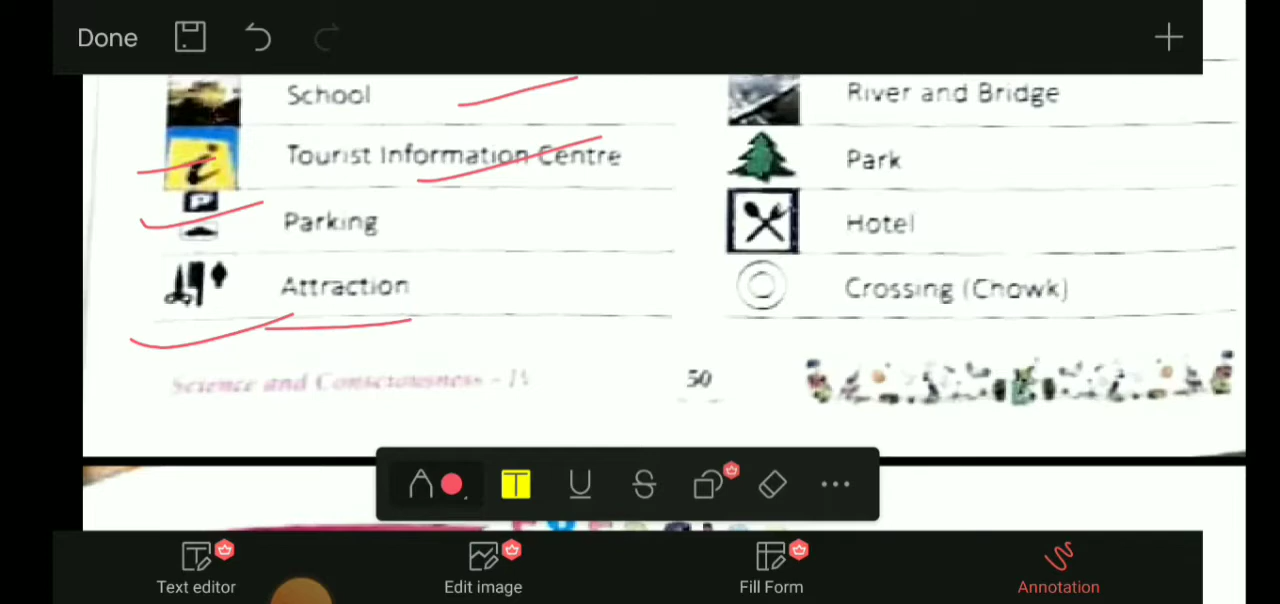 Done
School
River and Bridge
i
Tourist Information Centre
Park
P
Parking
Hotel
Attraction
Crossing (Chowk)
Science and Consciousness - IV
50
T U S
Text editor
Edit image
Fill Form
Annotation